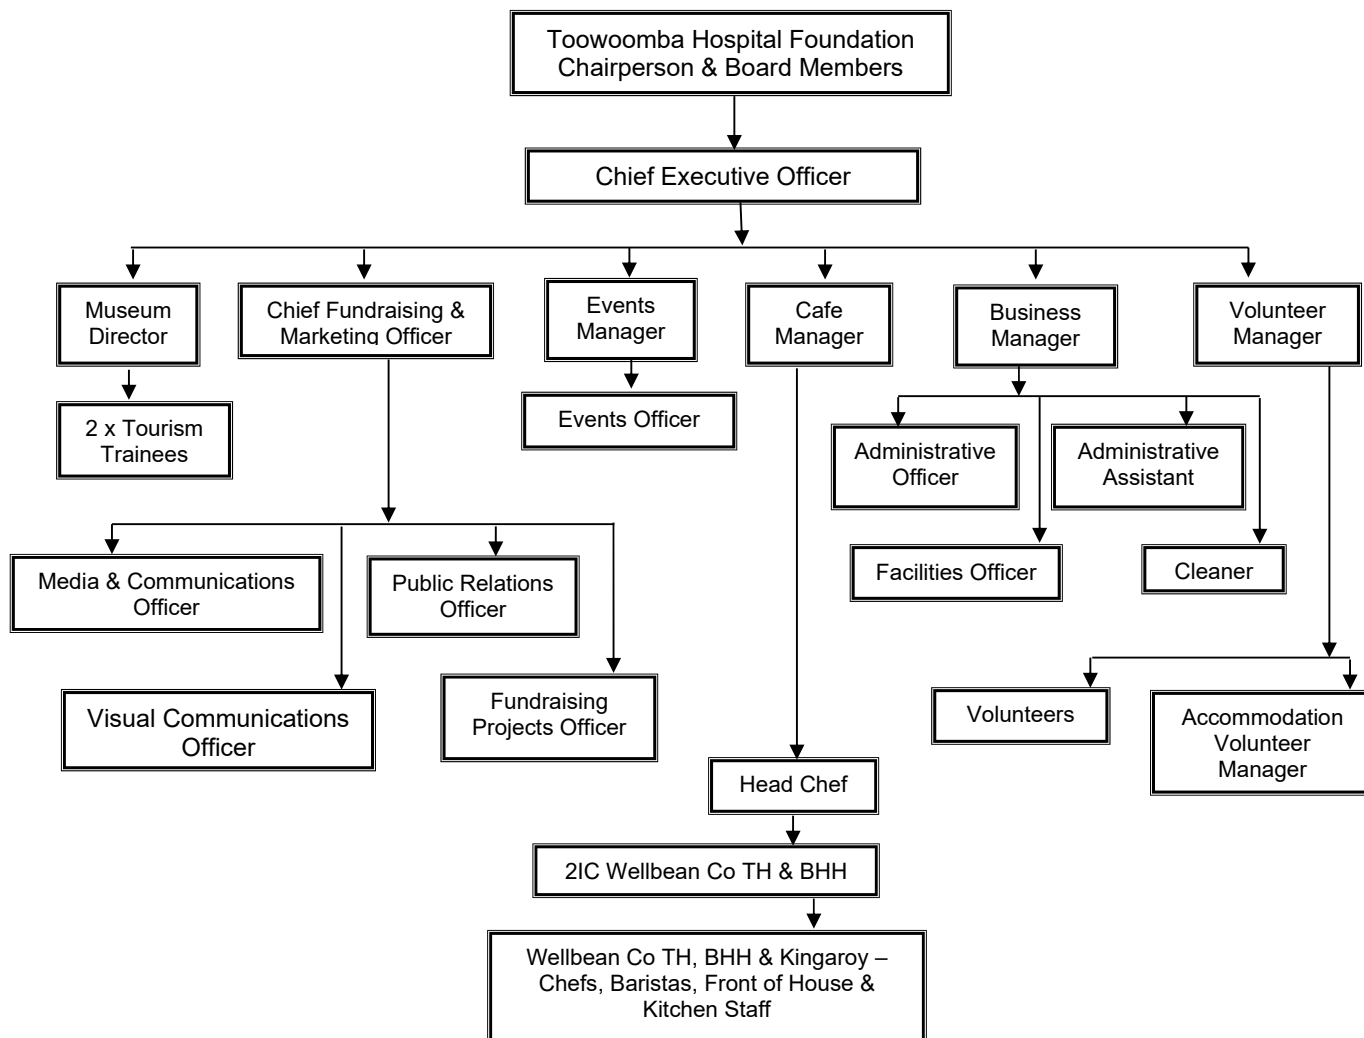 Toowoomba Hospital Foundation
Chairperson & Board Members
Chief Executive Officer
Museum
Director
Chief Fundraising &
Marketing Officer
Events
Manager
Cafe
Manager
Business
Manager
Volunteer
Manager
2 x Tourism
Trainees
Events Officer
Administrative
Officer
Administrative
Assistant
Facilities Officer
Cleaner
Media & Communications
Officer
Public Relations
Officer
Visual Communications
Officer
Fundraising
Projects Officer
Volunteers
Accommodation
Volunteer
Manager
Head Chef
2IC Wellbean Co TH & BHH
Wellbean Co TH, BHH & Kingaroy –
Chefs, Baristas, Front of House &
Kitchen Staff